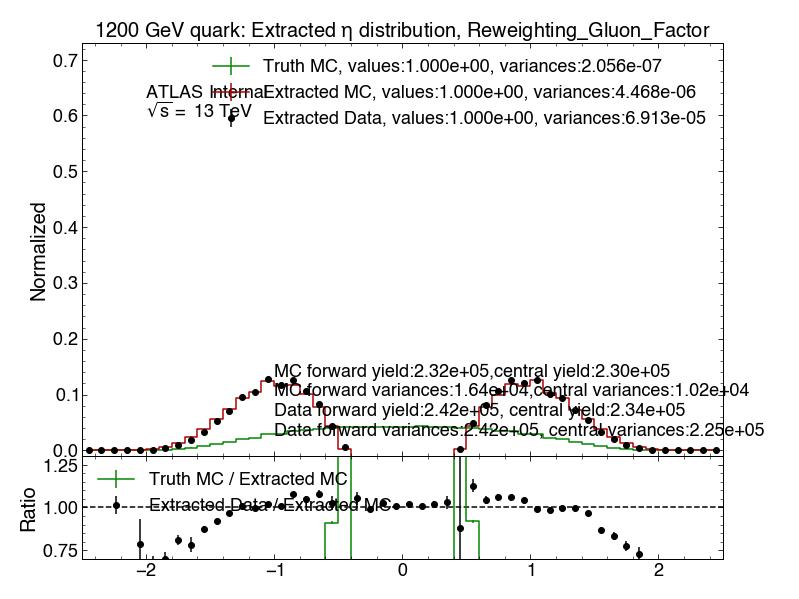 1200 GeV quark: Extracted η distribution, Reweighting_Gluon_Factor
Truth MC, values:1.000e+00, variances:2.056e-07
ATLAS Internal
Extracted MC, values:1.000e+00, variances:4.468e-06
√s = 13 TeV
Extracted Data, values:1.000e+00, variances:6.913e-05
Normalized
0.7
0.6
0.5
0.4
0.3
0.2
0.1
0.0
MC forward yield:2.32e+05,central yield:2.30e+05
MC forward variances:1.64e+04,central variances:1.02e+04
Data forward yield:2.42e+05, central yield:2.34e+05
Data forward variances:2.42e+05, central variances:2.25e+05
Ratio
1.25
1.00
0.75
Truth MC / Extracted MC
Extracted Data / Extracted MC
−2 −1 0 1 2